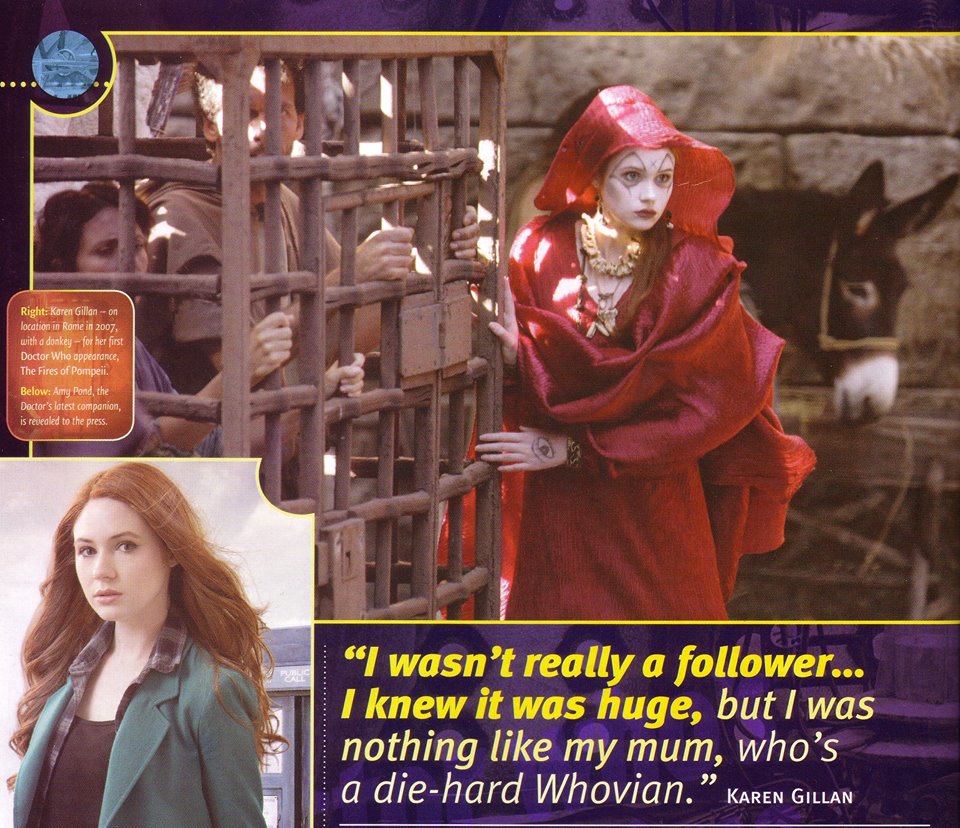 Right: Karen Gillan – on
location in Rome in 2007,
with a donkey – for her first
Doctor Who appearance,
The Fires of Pompeii.
Below: Amy Pond, the
Doctor's latest companion,
is revealed to the press.
PUBLIC
CALL
“I wasn’t really a follower...
I knew it was huge, but I was
nothing like my mum, who’s
a die-hard Whovian.” KAREN GILLAN